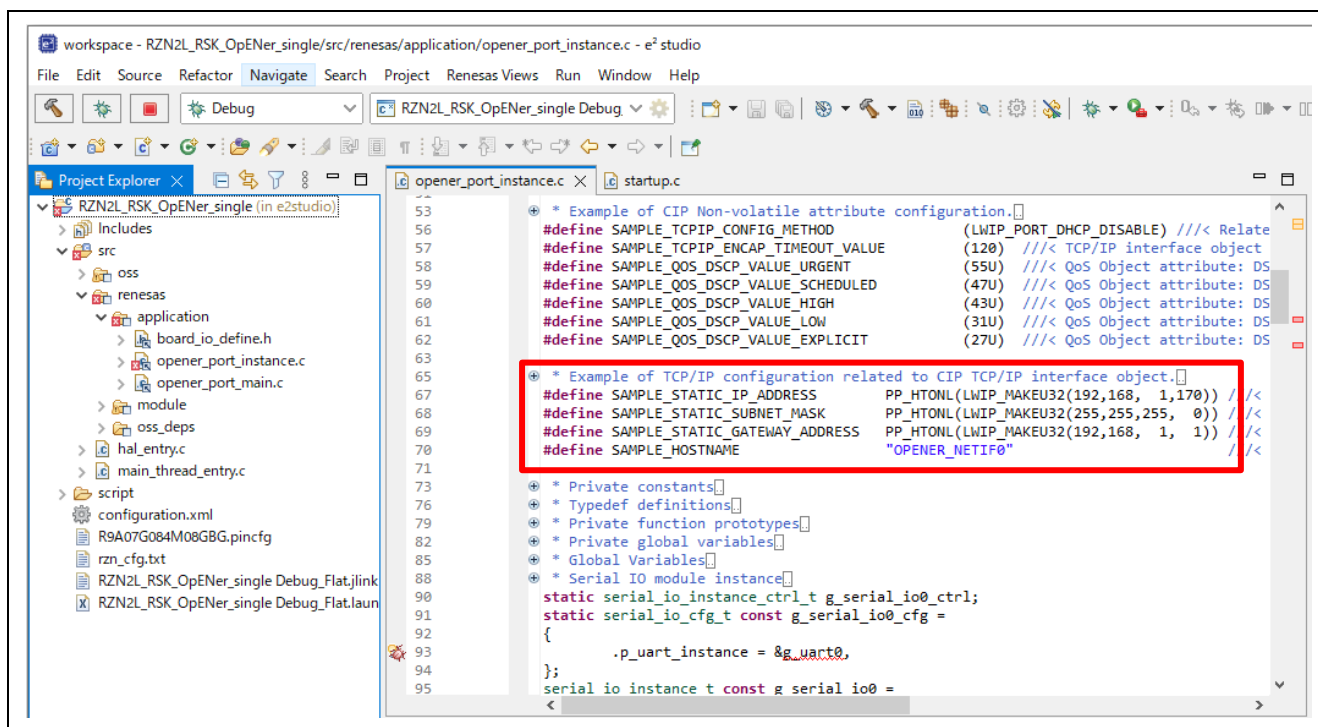 workspace - RZN2L_RSK_OpENer_single/src/renesas/application/opener_port_instance.c - e² studio
File Edit Source Refactor Navigate Search Project Renesas Views Run Window Help
Debug RZN2L_RSK_OpENer_single Debug
Project Explorer
opener_port_instance.c startup.c
RZN2L_RSK_OpENer_single (in e2studio)
Includes
src
oss
renesas
application
board_io_define.h
opener_port_instance.c
opener_port_main.c
module
oss_deps
hal_entry.c
main_thread_entry.c
script
configuration.xml
R9A07G084M08GBG.pincfg
rzn_cfg.txt
RZN2L_RSK_OpENer_single Debug_Flat.jlink
RZN2L_RSK_OpENer_single Debug_Flat.laun
53 * Example of CIP Non-volatile attribute configuration.
56 #define SAMPLE_TCPIP_CONFIG_METHOD (LWIP_PORT_DHCP_DISABLE) ///< Relate
57 #define SAMPLE_TCPIP_ENCAP_TIMEOUT_VALUE (120) ///< TCP/IP interface object
58 #define SAMPLE_QOS_DSCP_VALUE_URGENT (55U) ///< QoS Object attribute: DS
59 #define SAMPLE_QOS_DSCP_VALUE_SCHEDULED (47U) ///< QoS Object attribute: DS
60 #define SAMPLE_QOS_DSCP_VALUE_HIGH (43U) ///< QoS Object attribute: DS
61 #define SAMPLE_QOS_DSCP_VALUE_LOW (31U) ///< QoS Object attribute: DS
62 #define SAMPLE_QOS_DSCP_VALUE_EXPLICIT (27U) ///< QoS Object attribute: DS
63
65 * Example of TCP/IP configuration related to CIP TCP/IP interface object.
67 #define SAMPLE_STATIC_IP_ADDRESS PP_HTONL(LWIP_MAKEU32(192,168, 1,170)) ///<
68 #define SAMPLE_STATIC_SUBNET_MASK PP_HTONL(LWIP_MAKEU32(255,255,255, 0)) ///<
69 #define SAMPLE_STATIC_GATEWAY_ADDRESS PP_HTONL(LWIP_MAKEU32(192,168, 1, 1)) ///<
70 #define SAMPLE_HOSTNAME "OPENER_NETIF0" ///<
71
73 * Private constants
76 * Typedef definitions
79 * Private function prototypes
82 * Private global variables
85 * Global Variables
88 * Serial IO module instance
90 static serial_io_instance_ctrl_t g_serial_io0_ctrl;
91 static serial_io_cfg_t const g_serial_io0_cfg =
92 {
93 .p_uart_instance = &g_uart0,
94 };
95 serial_io_instance_t const g_serial_io0 =